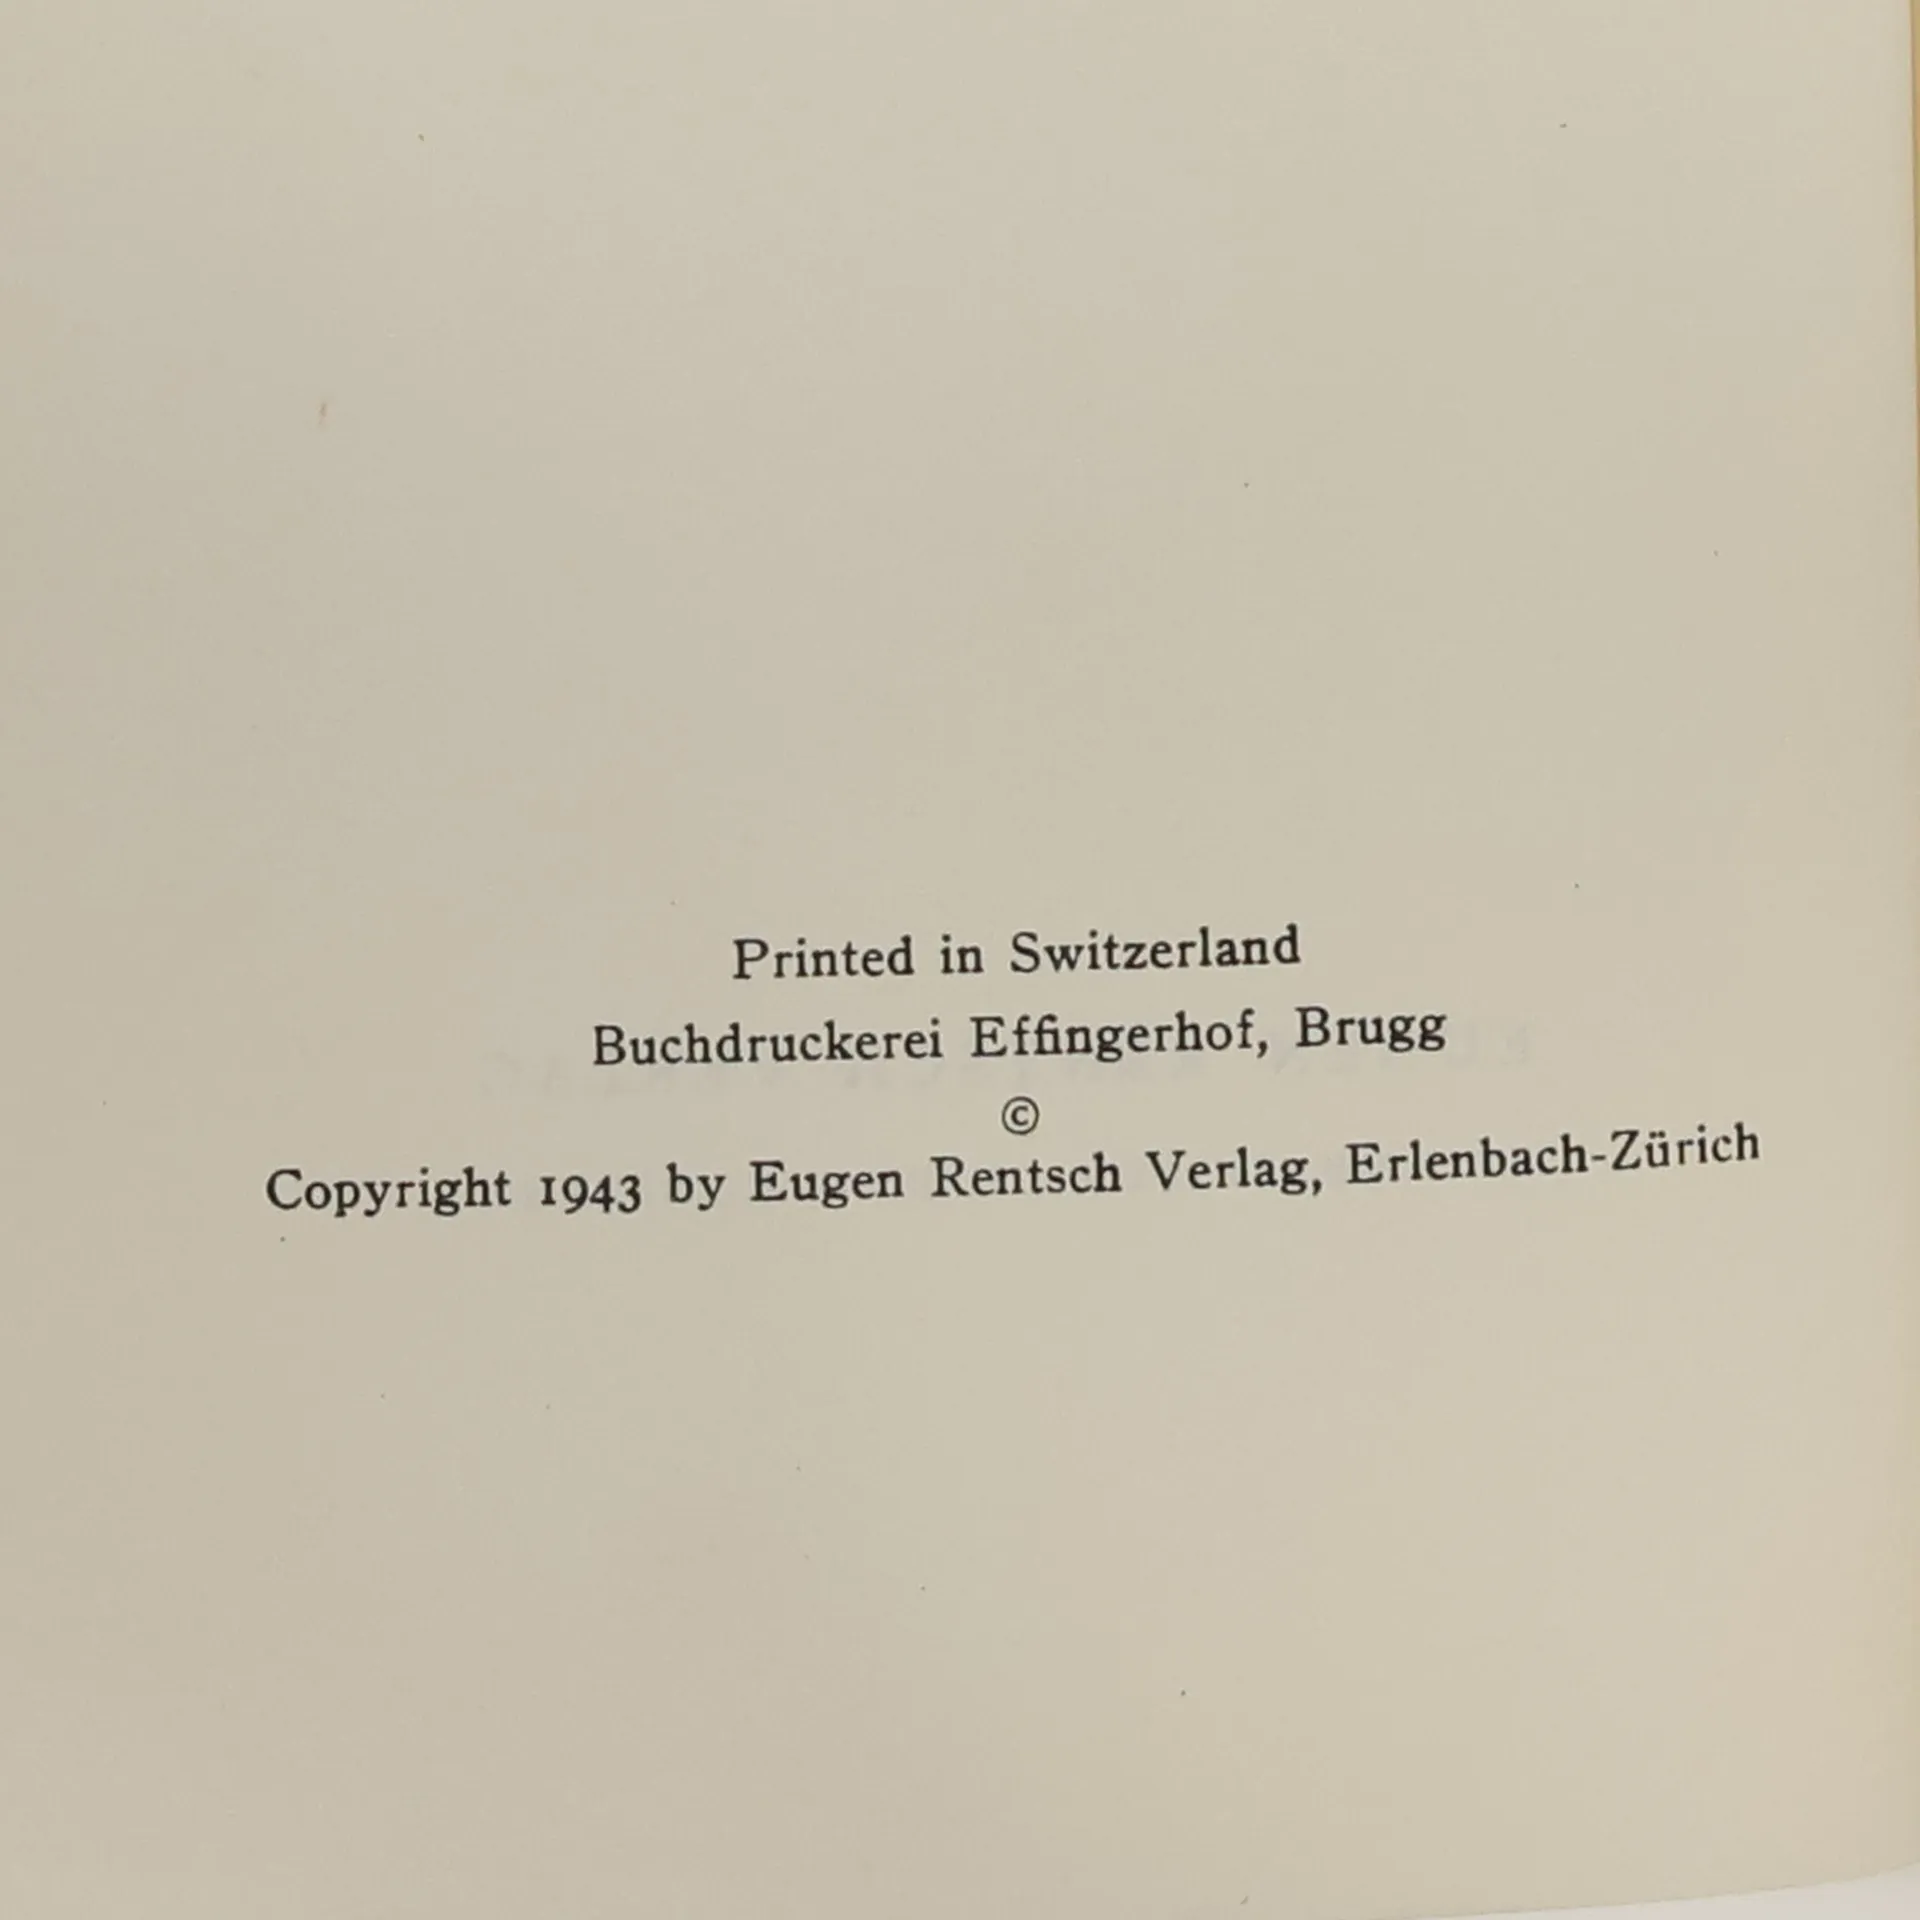 Printed in Switzerland
Buchdruckerei Effingerhof, Brugg
©
Copyright 1943 by Eugen Rentsch Verlag, Erlenbach-Zürich